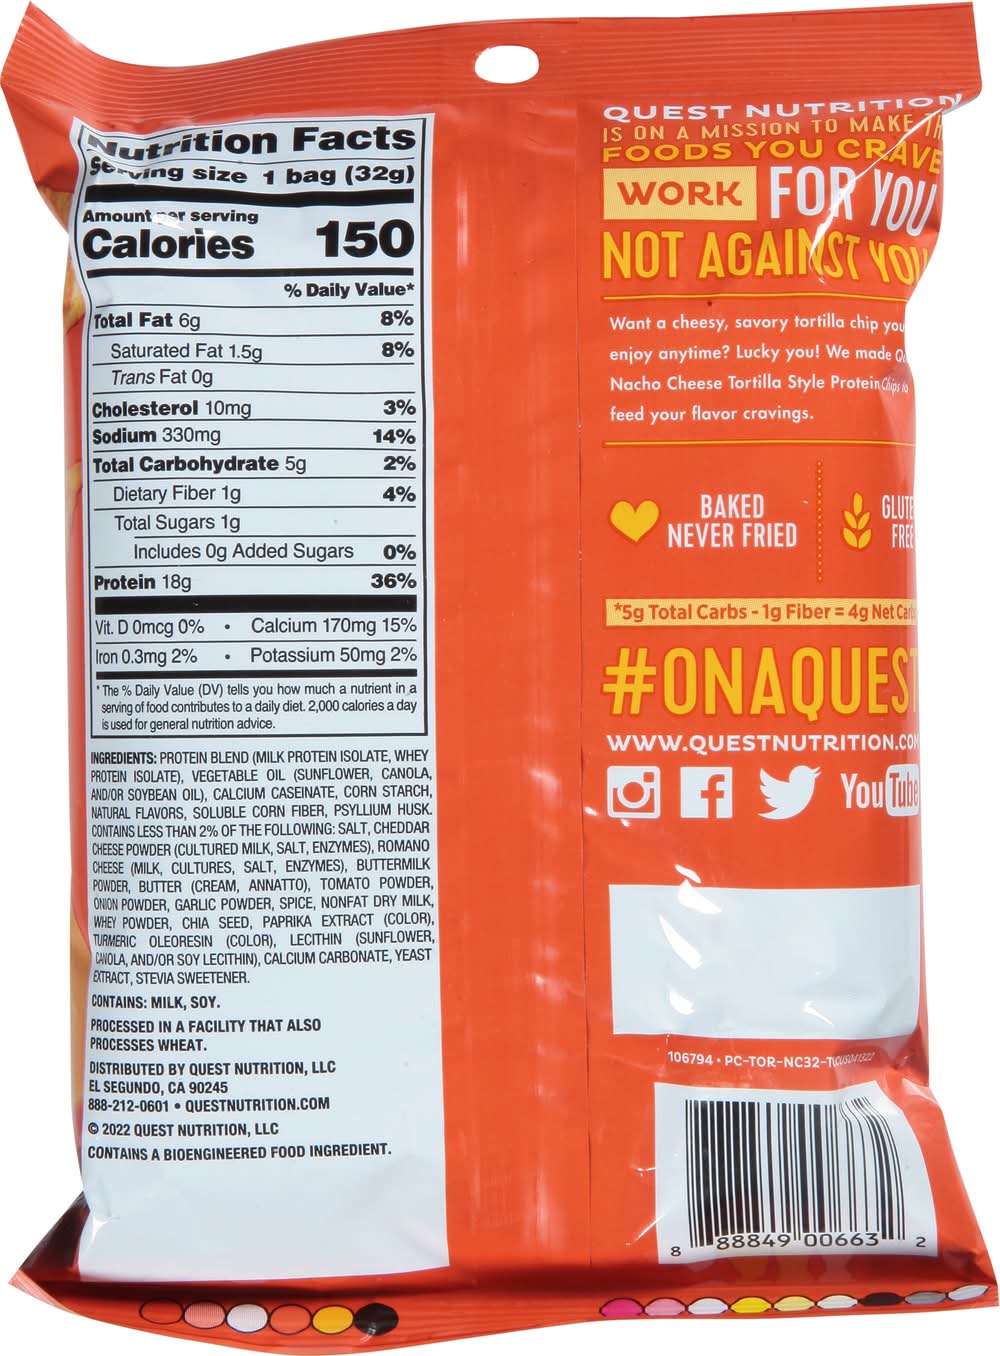 Nutrition Facts
Serving size 1 bag (32g)
Amount per serving
Calories 150
% Daily Value*
Total Fat 6g 8%
Saturated Fat 1.5g 8%
Trans Fat 0g
Cholesterol 10mg 3%
Sodium 330mg 14%
Total Carbohydrate 5g 2%
Dietary Fiber 1g 4%
Total Sugars 1g
Includes 0g Added Sugars 0%
Protein 18g 36%
Vit. D 0mcg 0% • Calcium 170mg 15%
Iron 0.3mg 2% • Potassium 50mg 2%
* The % Daily Value (DV) tells you how much a nutrient in a
serving of food contributes to a daily diet. 2,000 calories a day
is used for general nutrition advice.
INGREDIENTS: PROTEIN BLEND (MILK PROTEIN ISOLATE, WHEY
PROTEIN ISOLATE), VEGETABLE OIL (SUNFLOWER, CANOLA,
AND/OR SOYBEAN OIL), CALCIUM CASEINATE, CORN STARCH,
NATURAL FLAVORS, SOLUBLE CORN FIBER, PSYLLIUM HUSK.
CONTAINS LESS THAN 2% OF THE FOLLOWING: SALT, CHEDDAR
CHEESE POWDER (CULTURED MILK, SALT, ENZYMES), ROMANO
CHEESE (MILK, CULTURES, SALT, ENZYMES), BUTTERMILK
POWDER, BUTTER (CREAM, ANNATTO), TOMATO POWDER,
ONION POWDER, GARLIC POWDER, SPICE, NONFAT DRY MILK,
WHEY POWDER, CHIA SEED, PAPRIKA EXTRACT (COLOR),
TURMERIC OLEORESIN (COLOR), LECITHIN (SUNFLOWER,
CANOLA, AND/OR SOY LECITHIN), CALCIUM CARBONATE, YEAST
EXTRACT, STEVIA SWEETENER.
CONTAINS: MILK, SOY.
PROCESSED IN A FACILITY THAT ALSO
PROCESSES WHEAT.
DISTRIBUTED BY QUEST NUTRITION, LLC
EL SEGUNDO, CA 90245
888-212-0601 • QUESTNUTRITION.COM
© 2022 QUEST NUTRITION, LLC
CONTAINS A BIOENGINEERED FOOD INGREDIENT.
QUEST NUTRITION
IS ON A MISSION TO MAKE TH
FOODS YOU CRAVE
WORK FOR YOU
NOT AGAINST YOU
Want a cheesy, savory tortilla chip you
enjoy anytime? Lucky you! We made
Nacho Cheese Tortilla Style Protein Chips to
feed your flavor cravings.
BAKED
NEVER FRIED
GLUTE
FREE
*5g Total Carbs - 1g Fiber = 4g Net Carb
#ONAQUEST
WWW.QUESTNUTRITION.COM
YouTube
106794 • PC-TOR-NC32-TUCUS041322
8 88849 00663 2